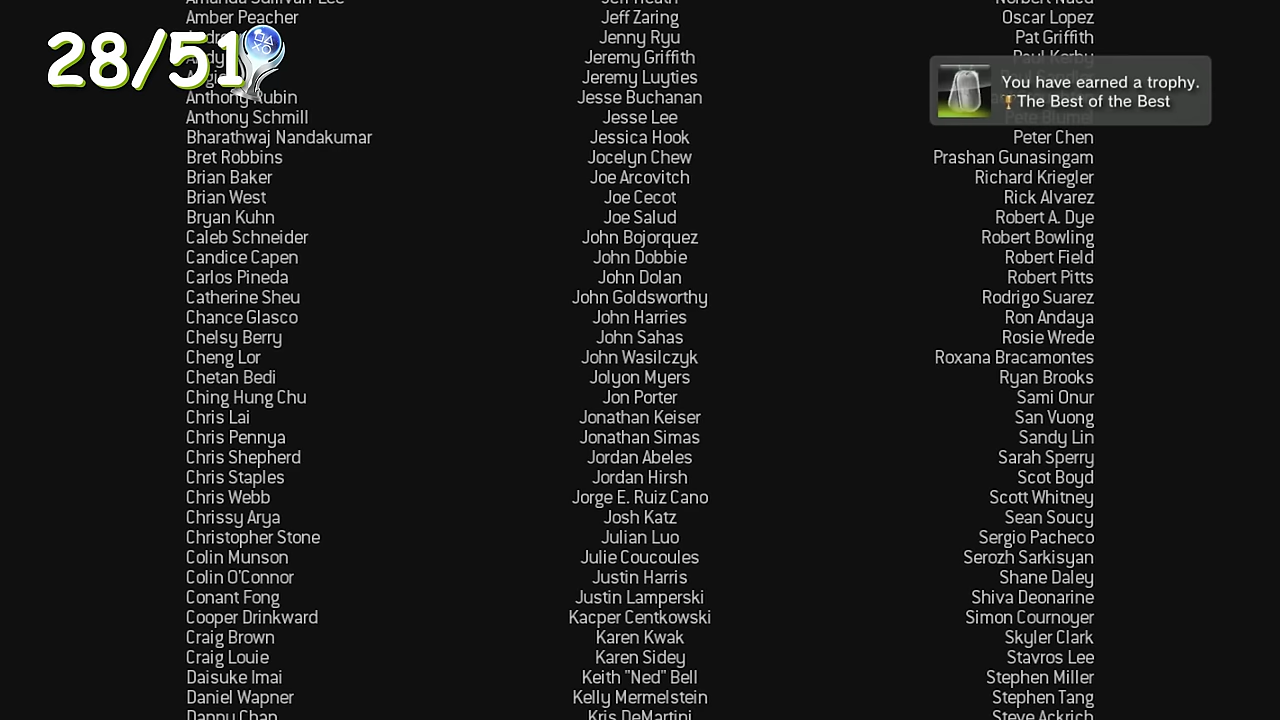 28/51
You have earned a trophy.
The Best of the Best
Amber Peacher
Anthony Rubin
Anthony Schmill
Bharathwaj Nandakumar
Bret Robbins
Brian Baker
Brian West
Bryan Kuhn
Caleb Schneider
Candice Capen
Carlos Pineda
Catherine Sheu
Chance Glasco
Chelsy Berry
Cheng Lor
Chetan Bedi
Ching Hung Chu
Chris Lai
Chris Pennya
Chris Shepherd
Chris Staples
Chris Webb
Chrissy Arya
Christopher Stone
Colin Munson
Colin O'Connor
Conant Fong
Cooper Drinkward
Craig Brown
Craig Louie
Daisuke Imai
Daniel Wapner
Danny Chan
Jeff Zaring
Jenny Ryu
Jeremy Griffith
Jeremy Luyties
Jesse Buchanan
Jesse Lee
Jessica Hook
Jocelyn Chew
Joe Arcovitch
Joe Cecot
Joe Salud
John Bojorquez
John Dobbie
John Dolan
John Goldsworthy
John Harries
John Sahas
John Wasilczyk
Jolyon Myers
Jon Porter
Jonathan Keiser
Jonathan Simas
Jordan Abeles
Jordan Hirsh
Jorge E. Ruiz Cano
Josh Katz
Julian Luo
Julie Coucoules
Justin Harris
Justin Lamperski
Kacper Centkowski
Karen Kwak
Karen Sidey
Keith "Ned" Bell
Kelly Mermelstein
Kris DeMartini
Oscar Lopez
Pat Griffith
Paul Kerby
Pete Blumel
Peter Chen
Prashan Gunasingam
Richard Kriegler
Rick Alvarez
Robert A. Dye
Robert Bowling
Robert Field
Robert Pitts
Rodrigo Suarez
Ron Andaya
Rosie Wrede
Roxana Bracamontes
Ryan Brooks
Sami Onur
San Vuong
Sandy Lin
Sarah Sperry
Scot Boyd
Scott Whitney
Sean Soucy
Sergio Pacheco
Serozh Sarkisyan
Shane Daley
Shiva Deonarine
Simon Cournoyer
Skyler Clark
Stavros Lee
Stephen Miller
Stephen Tang
Steve Ackrich